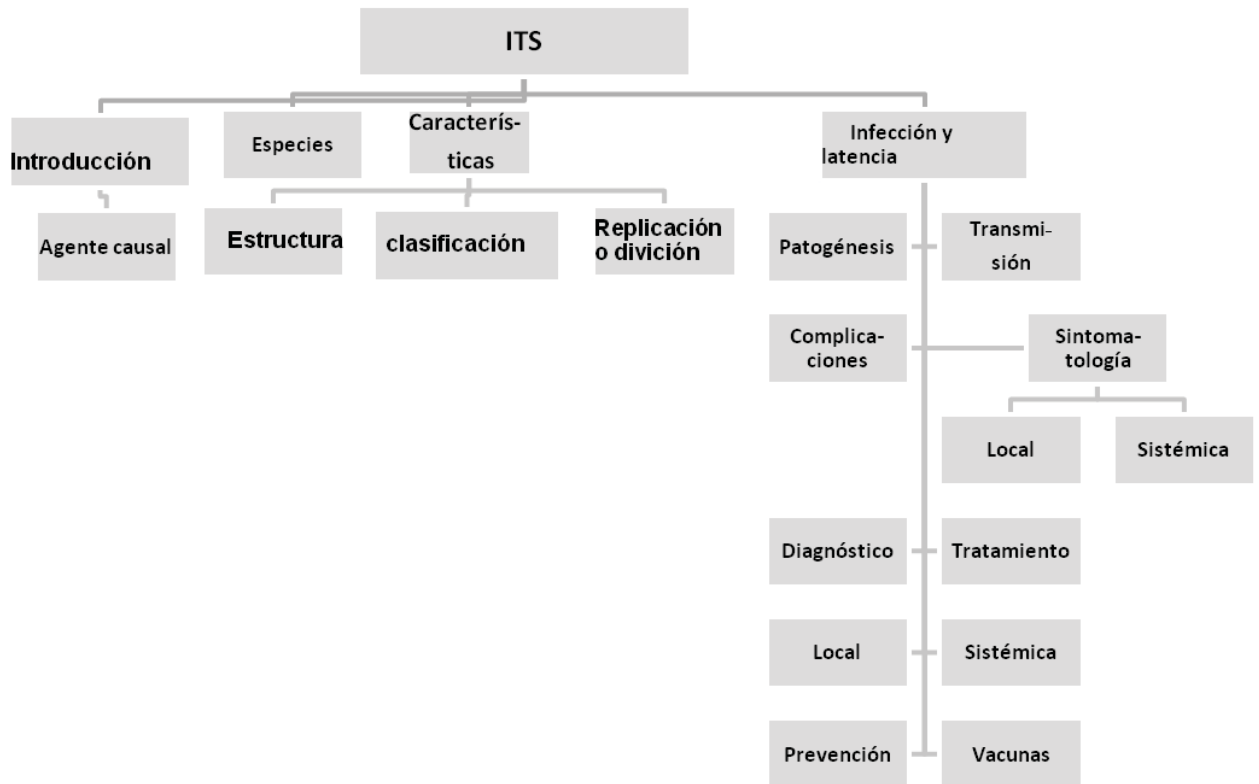 ITS
Introducción
Especies
Caracterís-
ticas
Infección y
latencia
Agente causal
Estructura
clasificación
Replicación
o divición
Patogénesis
Transmi-
sión
Complica-
ciones
Sintoma-
tología
Local
Sistémica
Diagnóstico
Tratamiento
Local
Sistémica
Prevención
Vacunas